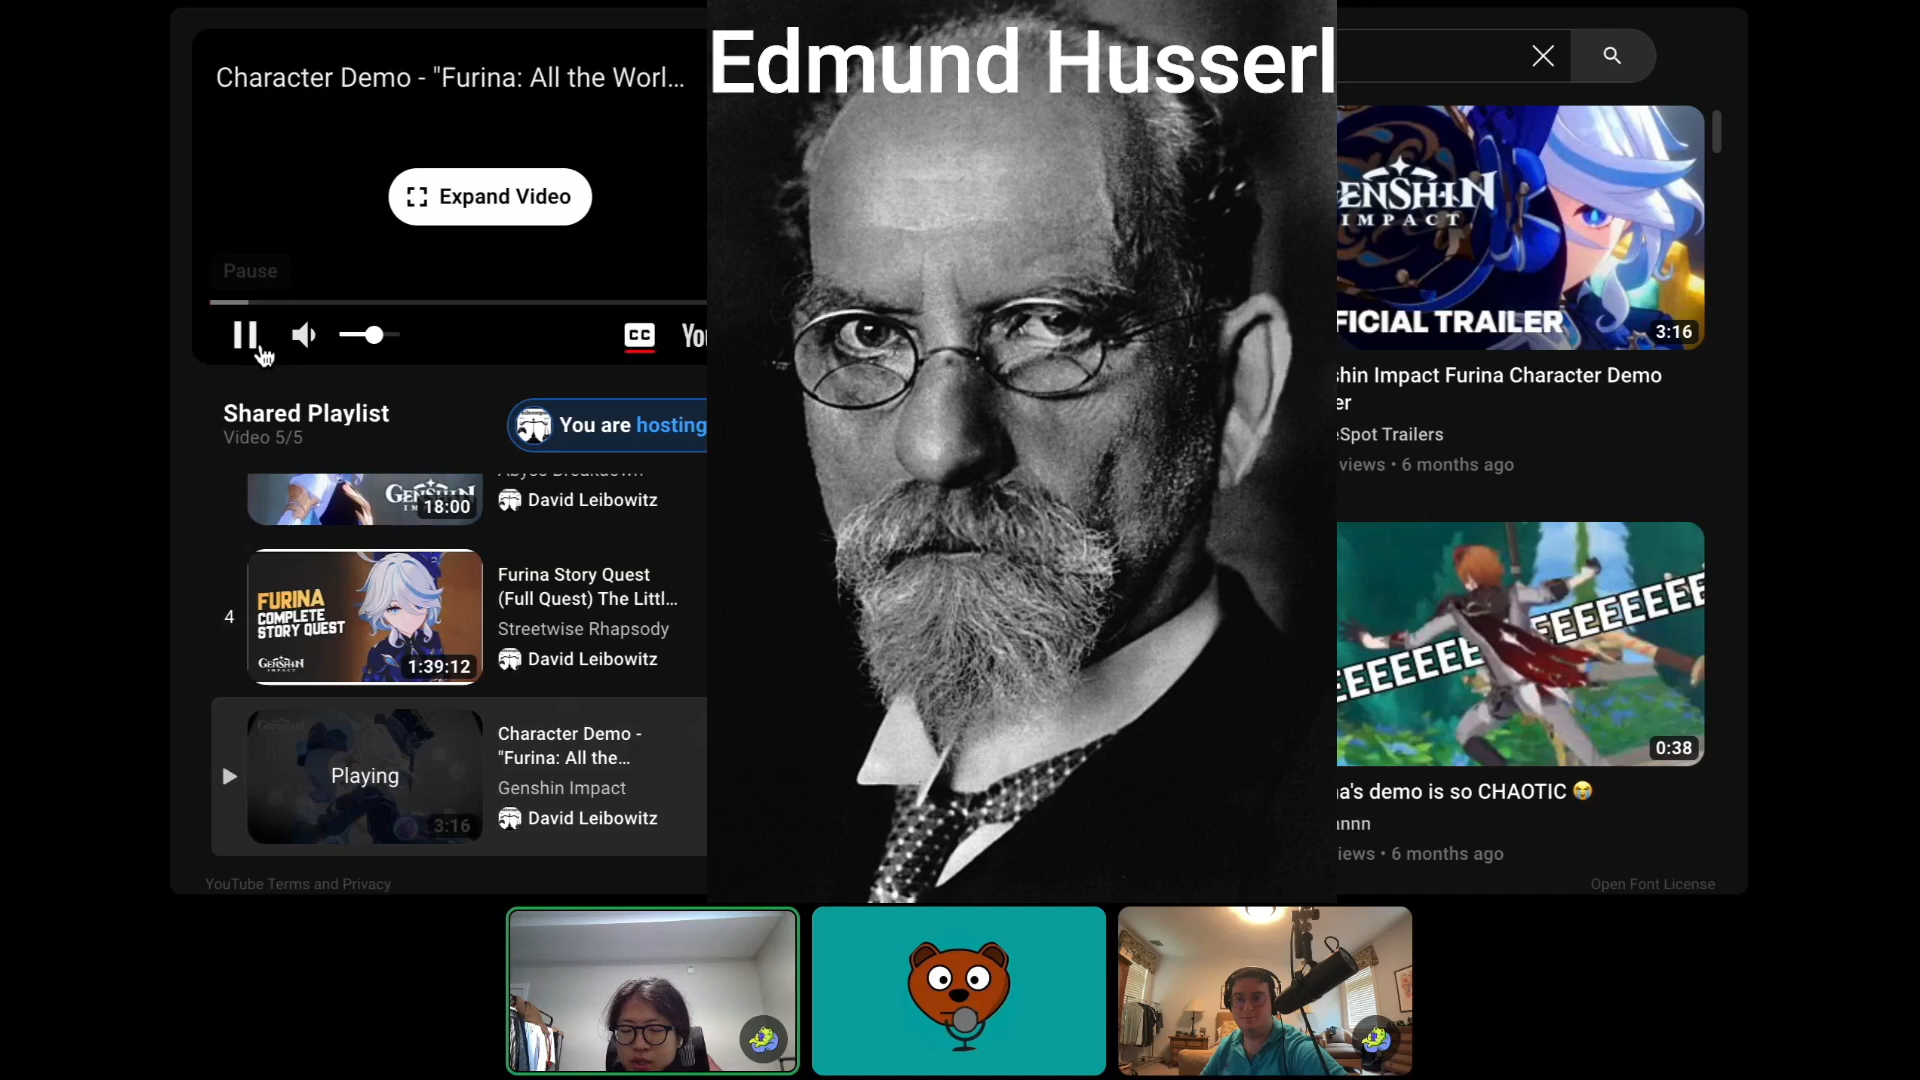 Character Demo - "Furina: All the Worl...
Edmund Husserl
Expand Video
Pause
CC
Shared Playlist
Video 5/5
You are hosting
GENSHIN
18:00
David Leibowitz
4
FURINA
COMPLETE
STORY QUEST
GENSHIN
1:39:12
Furina Story Quest
(Full Quest) The Littl...
Streetwise Rhapsody
David Leibowitz
Playing
3:16
Character Demo -
"Furina: All the...
Genshin Impact
David Leibowitz
YouTube Terms and Privacy
ENSHIN
IMPACT
FICIAL TRAILER
3:16
shin Impact Furina Character Demo
er
Spot Trailers
views • 6 months ago
EEEEEEE
EEEEEEEE
0:38
a's demo is so CHAOTIC 😭
annn
iews • 6 months ago
Open Font License